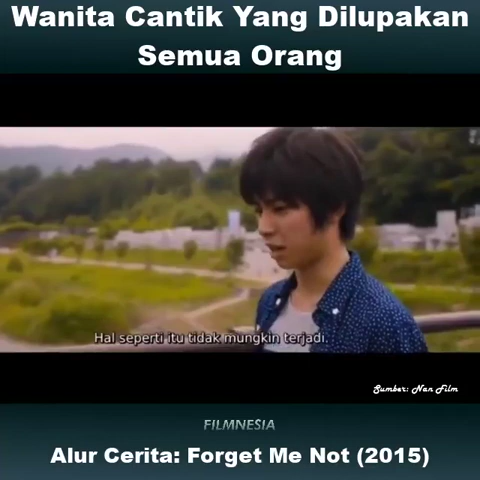 Wanita Cantik Yang Dilupakan
Semua Orang
Hal seperti itu tidak mungkin terjadi.
Sumber: Nan Film
FILMNESIA
Alur Cerita: Forget Me Not (2015)